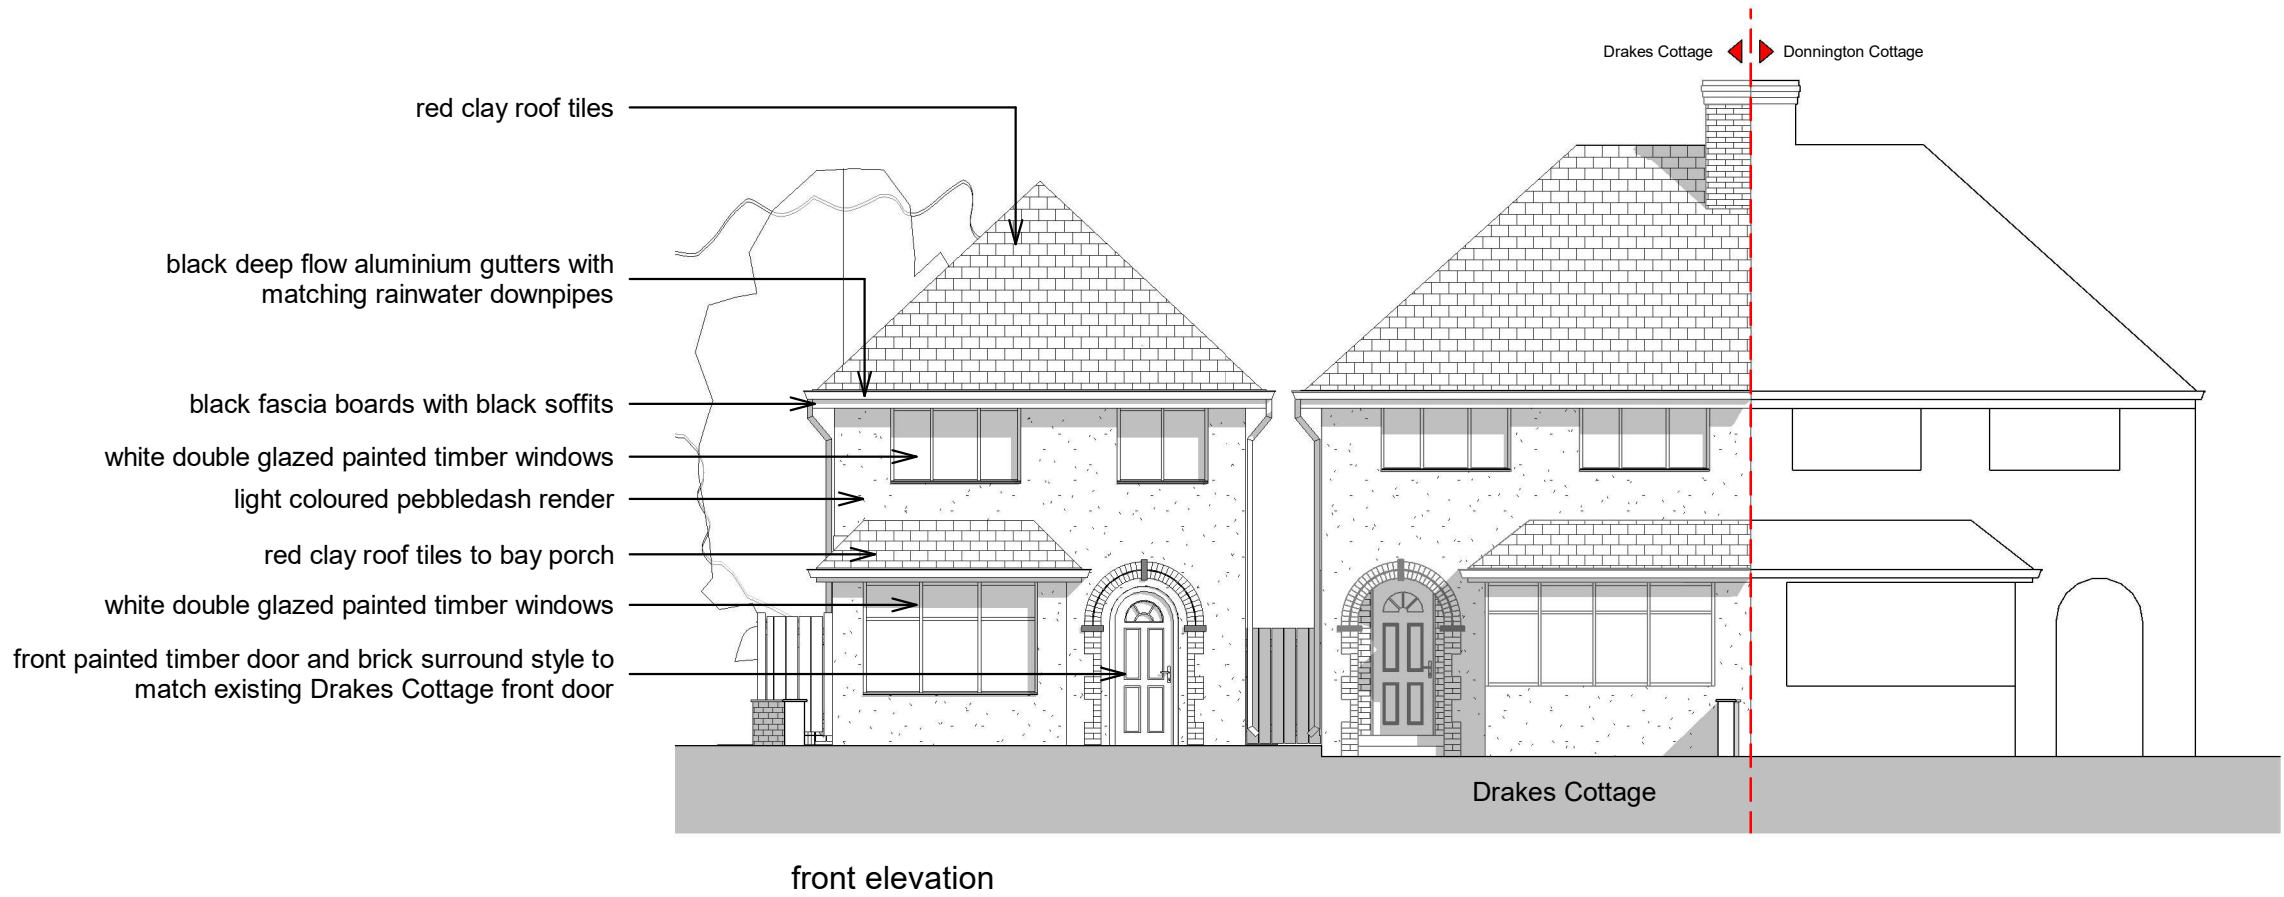 Drakes Cottage
Donnington Cottage
red clay roof tiles
black deep flow aluminium gutters with
matching rainwater downpipes
black fascia boards with black soffits
white double glazed painted timber windows
light coloured pebbledash render
red clay roof tiles to bay porch
white double glazed painted timber windows
front painted timber door and brick surround style to
match existing Drakes Cottage front door
Drakes Cottage
front elevation